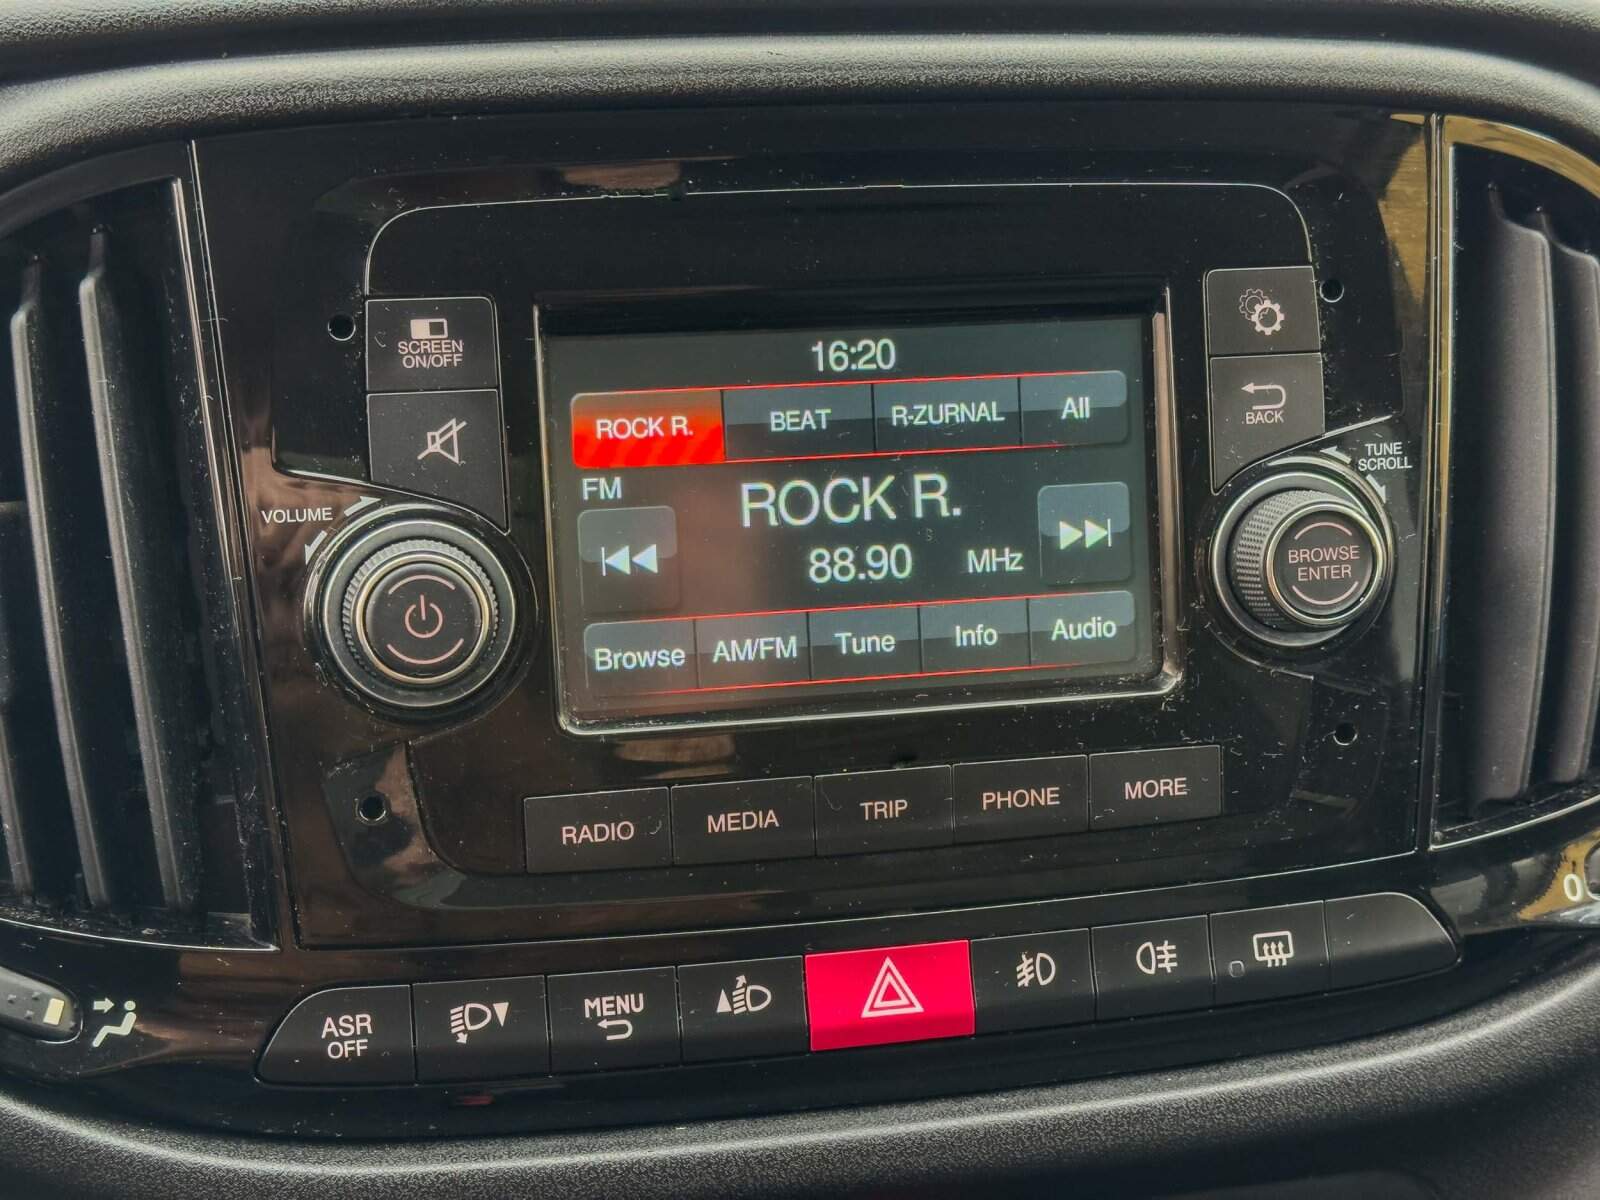 16:20
SCREEN
ON/OFF
ROCK R. BEAT R-ZURNAL All
BACK
FM
ROCK R.
88.90 MHz
VOLUME
TUNE
SCROLL
BROWSE
ENTER
Browse AM/FM Tune Info Audio
RADIO MEDIA TRIP PHONE MORE
0
ASR
OFF
MENU